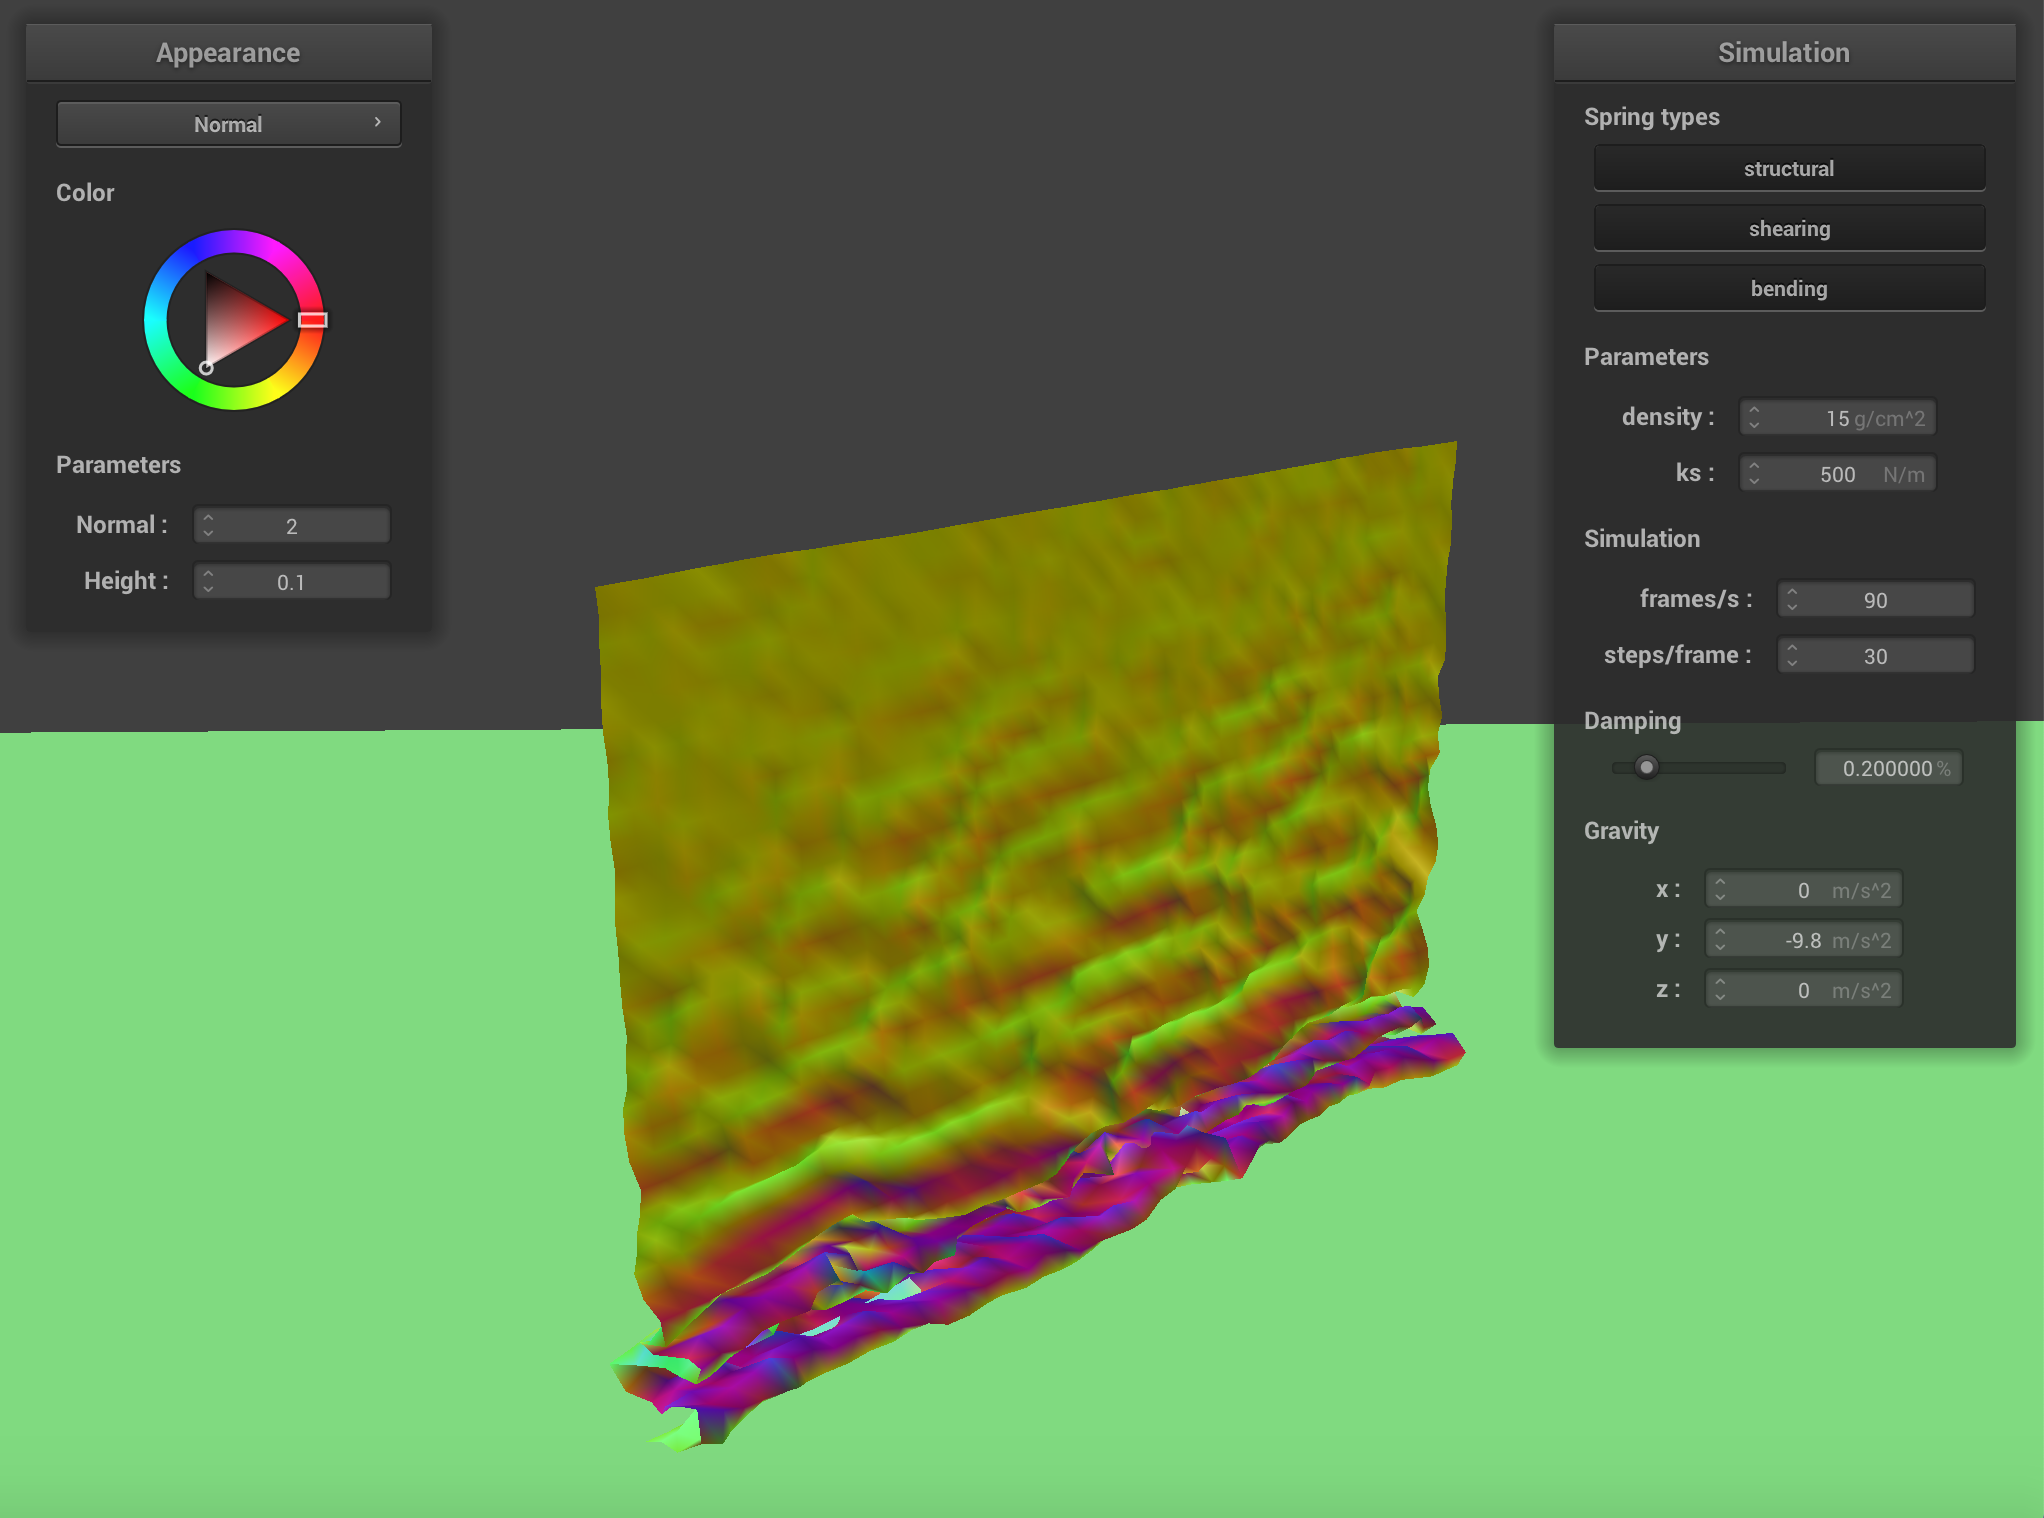 Appearance
Normal
Color
Parameters
Normal : 2
Height : 0.1
Simulation
Spring types
structural
shearing
bending
Parameters
density : 15 g/cm^2
ks : 500 N/m
Simulation
frames/s : 90
steps/frame : 30
Damping
0.200000 %
Gravity
x : 0 m/s^2
y : -9.8 m/s^2
z : 0 m/s^2